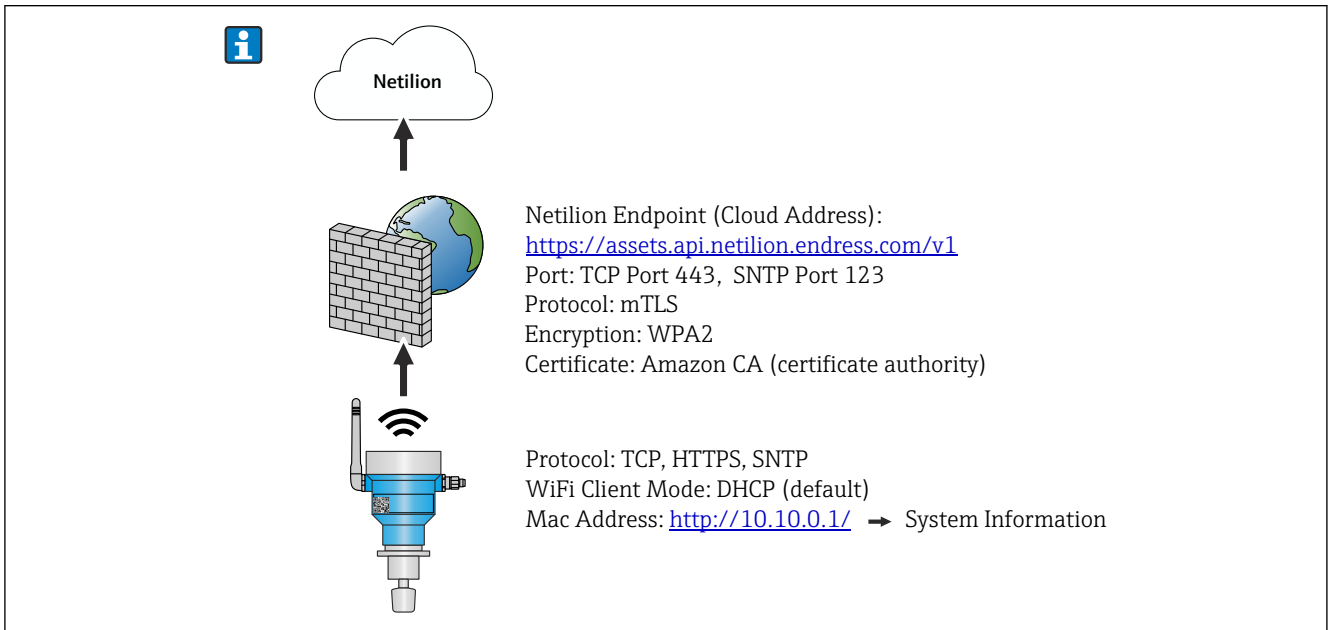 Netilion
Netilion Endpoint (Cloud Address):
https://assets.api.netilion.endress.com/v1
Port: TCP Port 443, SNTP Port 123
Protocol: mTLS
Encryption: WPA2
Certificate: Amazon CA (certificate authority)
Protocol: TCP, HTTPS, SNTP
WiFi Client Mode: DHCP (default)
Mac Address: http://10.10.0.1/ → System Information